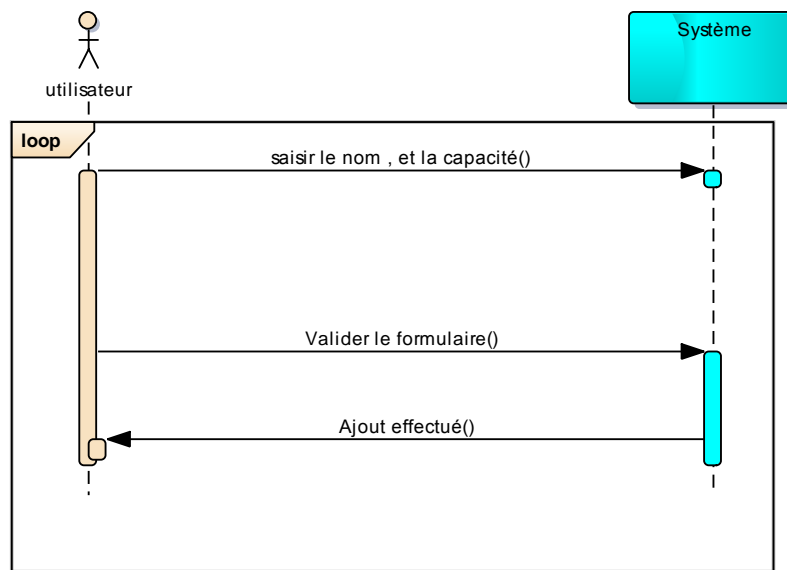 utilisateur
Système
loop
saisir le nom , et la capacité()
Valider le formulaire()
Ajout effectué()